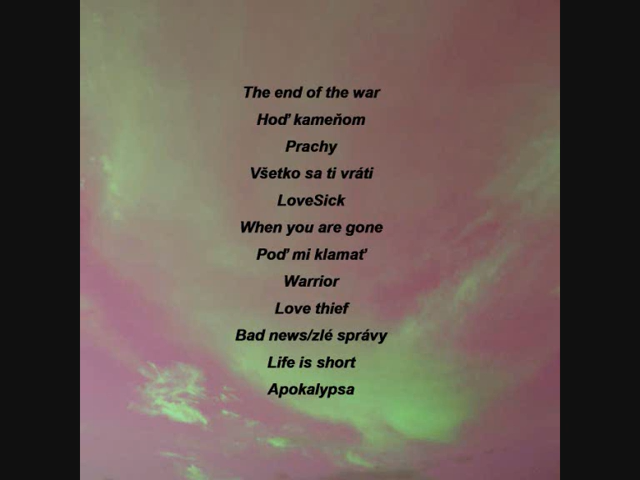 The end of the war
Hoď kameňom
Prachy
Všetko sa ti vráti
LoveSick
When you are gone
Poď mi klamať
Warrior
Love thief
Bad news/zlé správy
Life is short
Apokalypsa